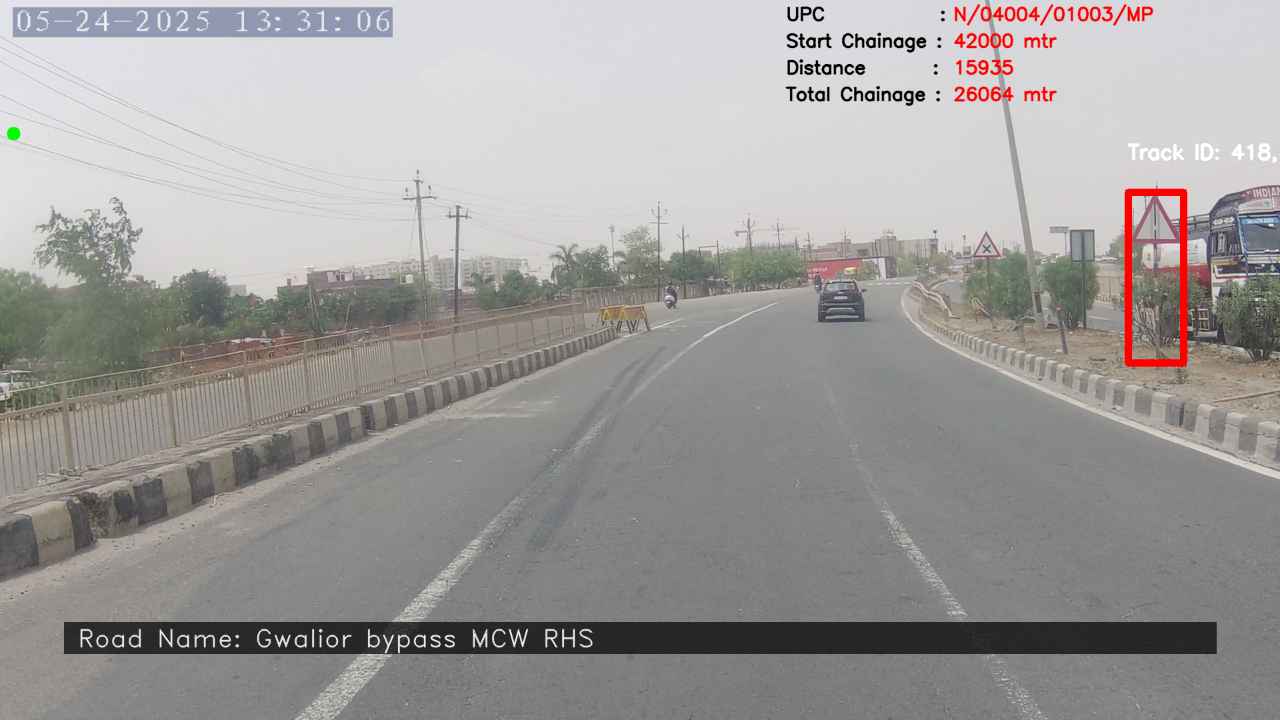 05-24-2025 13:31:06
UPC : N/04004/01003/MP
Start Chainage : 42000 mtr
Distance : 15935
Total Chainage : 26064 mtr
Track ID: 418,
INDIAN
Road Name: Gwalior bypass MCW RHS